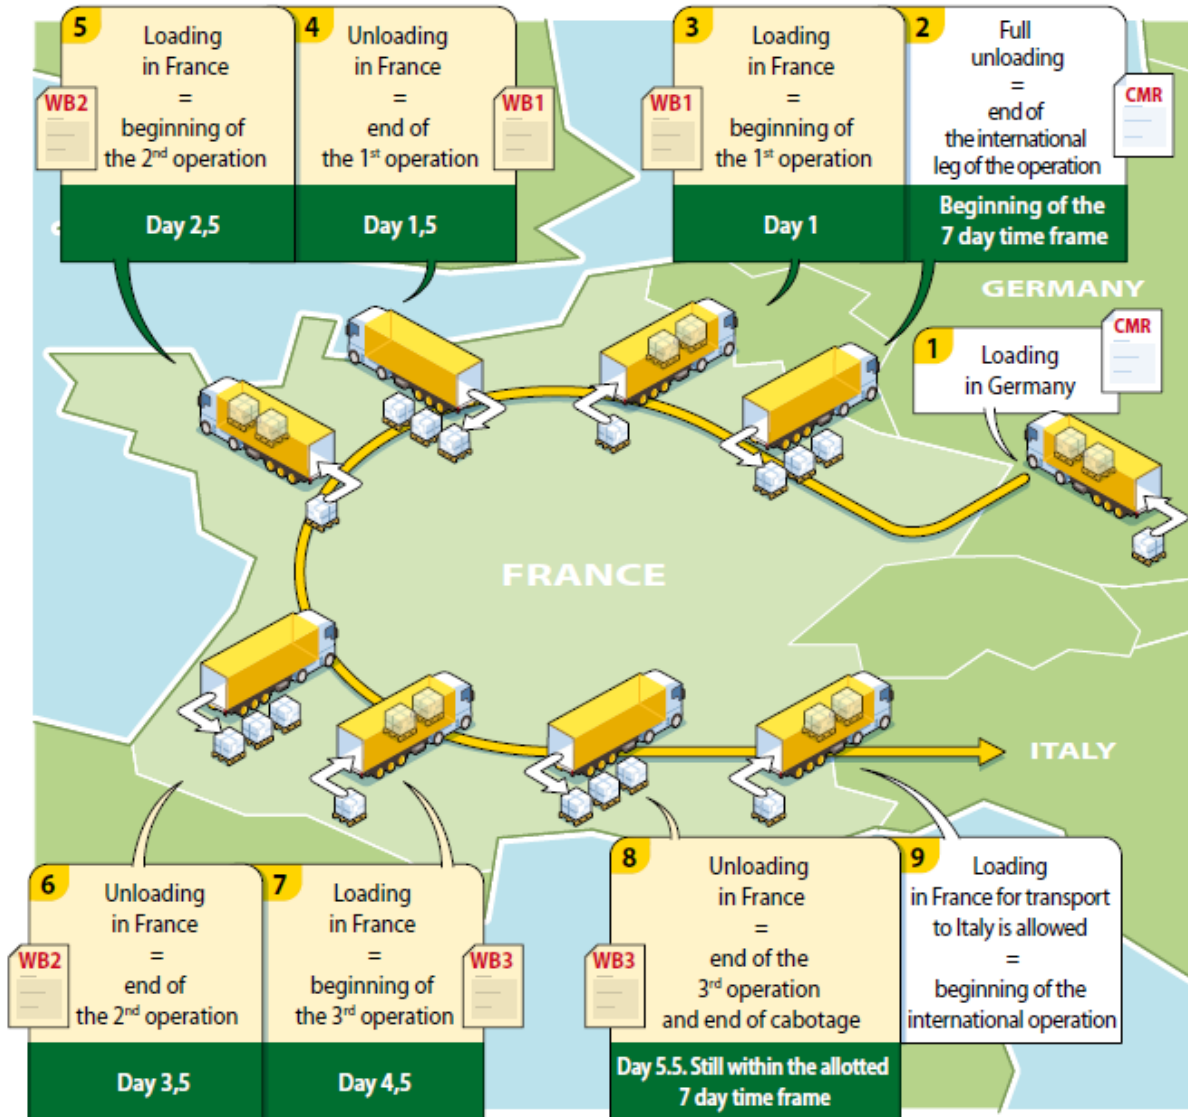 5
Loading
in France
=
beginning of
the 2nd operation
WB2
Day 2,5
4
Unloading
in France
=
end of
the 1st operation
WB1
Day 1,5
3
Loading
in France
=
beginning of
the 1st operation
WB1
Day 1
2
Full
unloading
=
end of
the international
leg of the operation
CMR
Beginning of the
7 day time frame
GERMANY
1
Loading
in Germany
CMR
FRANCE
ITALY
6
Unloading
in France
=
end of
the 2nd operation
WB2
Day 3,5
7
Loading
in France
=
beginning of
the 3rd operation
WB3
Day 4,5
8
Unloading
in France
=
end of the
3rd operation
and end of cabotage
WB3
Day 5.5. Still within the allotted
7 day time frame
9
Loading
in France for transport
to Italy is allowed
=
beginning of the
international operation